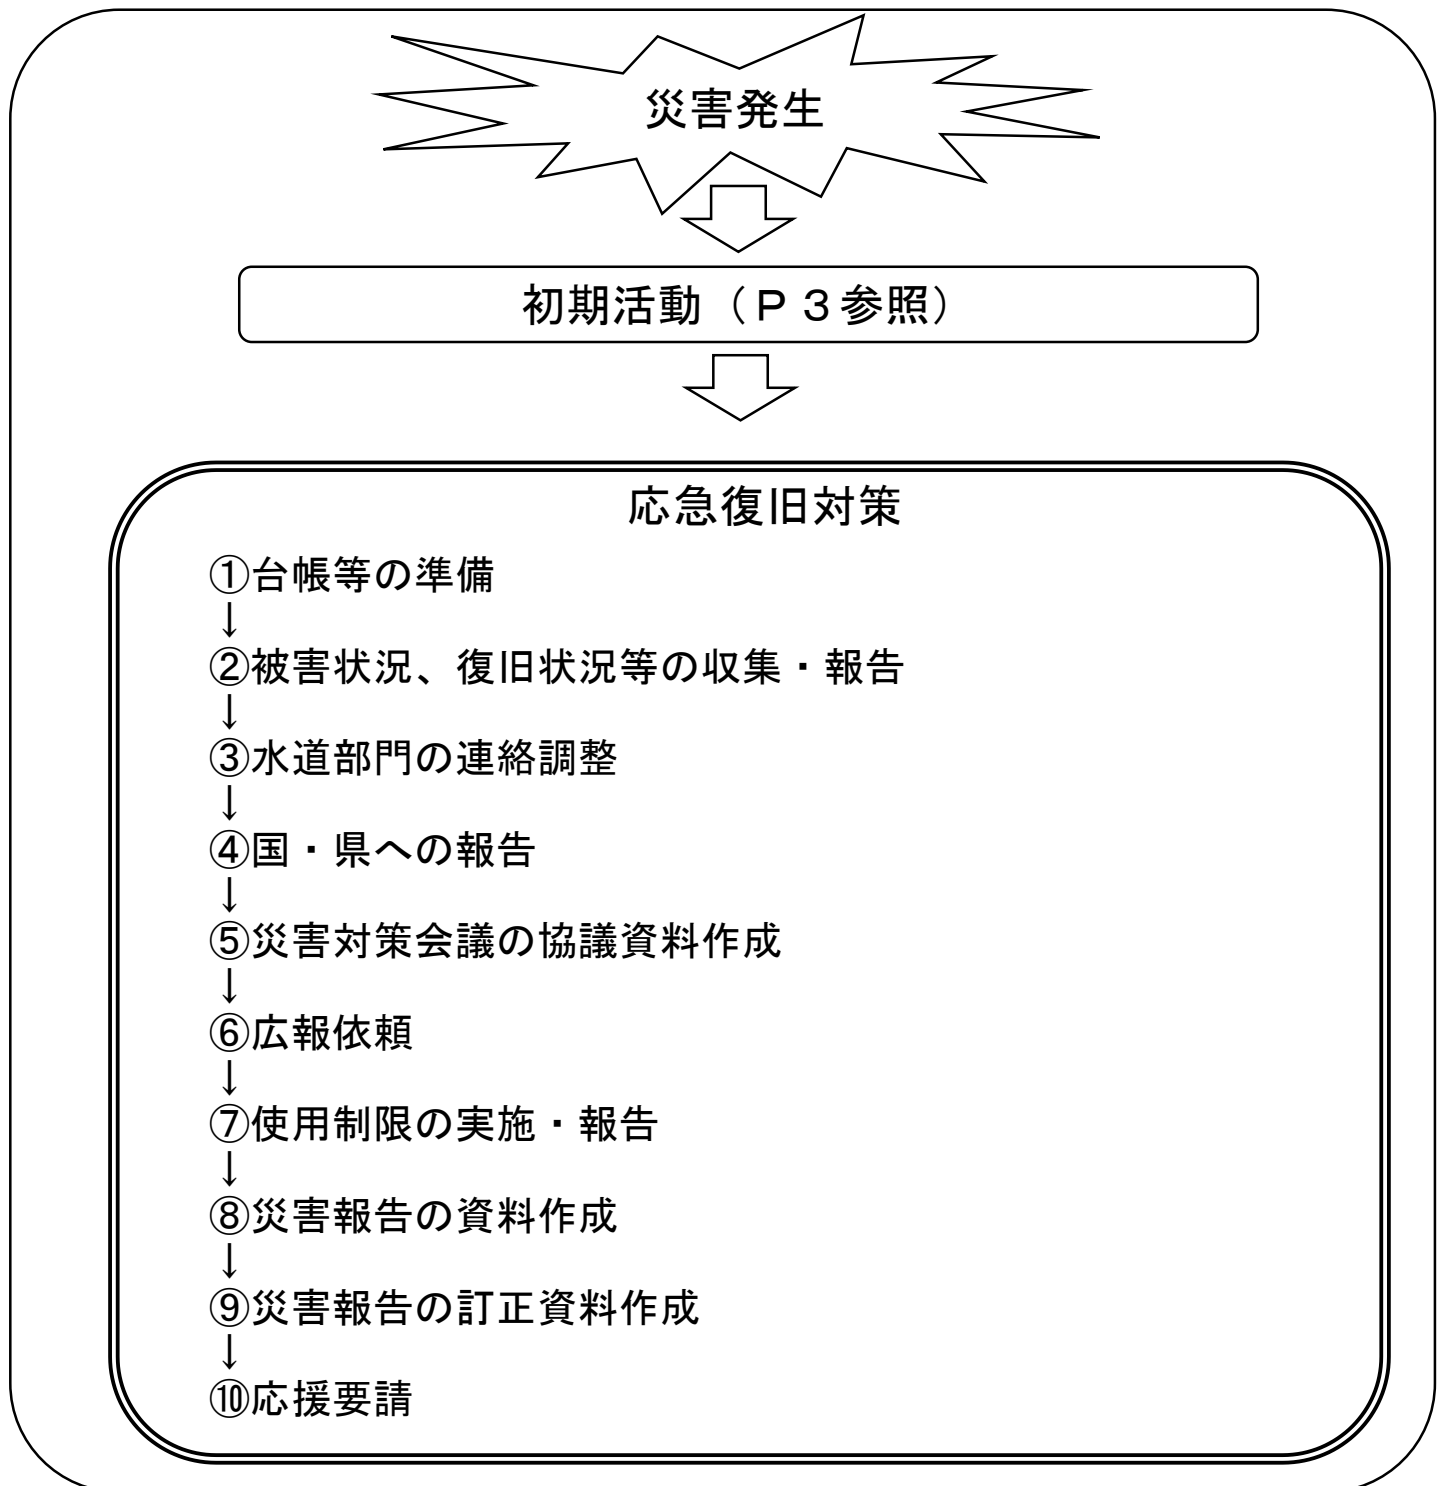 災害発生
初期活動（Ｐ３参照）
応急復旧対策
①台帳等の準備
↓
②被害状況、復旧状況等の収集・報告
↓
③水道部門の連絡調整
↓
④国・県への報告
↓
⑤災害対策会議の協議資料作成
↓
⑥広報依頼
↓
⑦使用制限の実施・報告
↓
⑧災害報告の資料作成
↓
⑨災害報告の訂正資料作成
↓
⑩応援要請